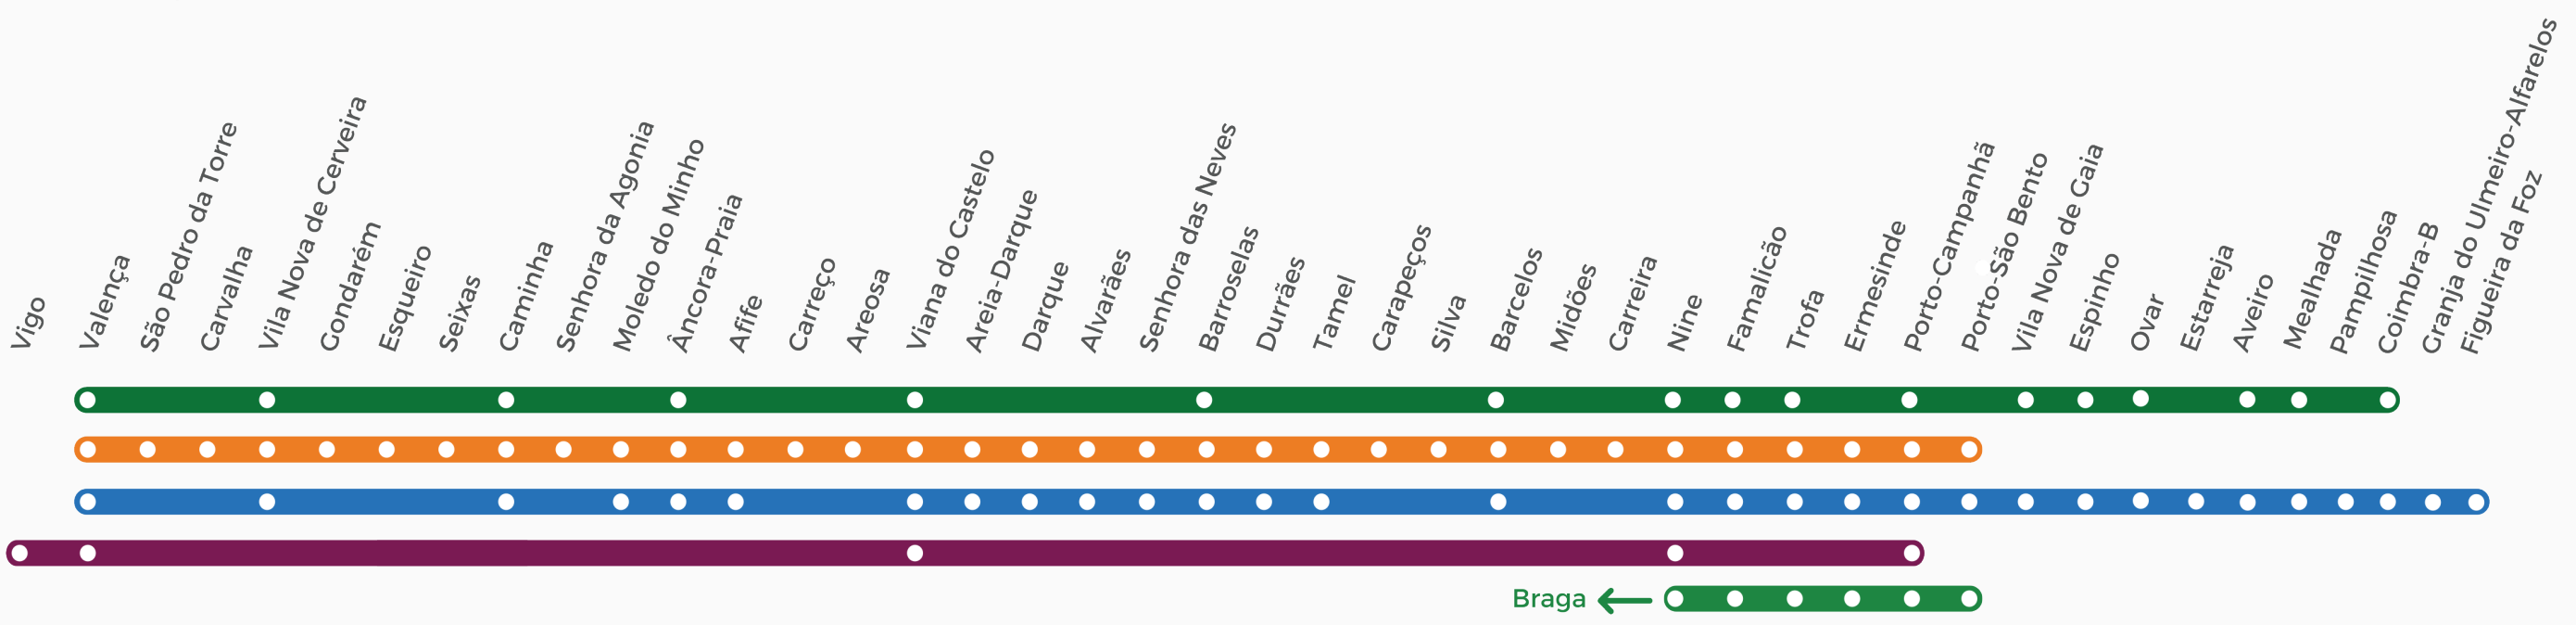 Vigo
Valença
São Pedro da Torre
Carvalha
Vila Nova de Cerveira
Gondarém
Esqueiro
Seixas
Caminha
Senhora da Agonia
Moledo do Minho
Âncora-Praia
Afife
Carreço
Areosa
Viana do Castelo
Areia-Darque
Darque
Alvarães
Senhora das Neves
Barroselas
Durrães
Tamel
Carapeços
Silva
Barcelos
Midões
Carreira
Nine
Famalicão
Trofa
Ermesinde
Porto-Campanhã
Porto-São Bento
Vila Nova de Gaia
Espinho
Ovar
Estarreja
Aveiro
Mealhada
Pampilhosa
Coimbra-B
Granja do Ulmeiro-Alfarelos
Figueira da Foz
Braga